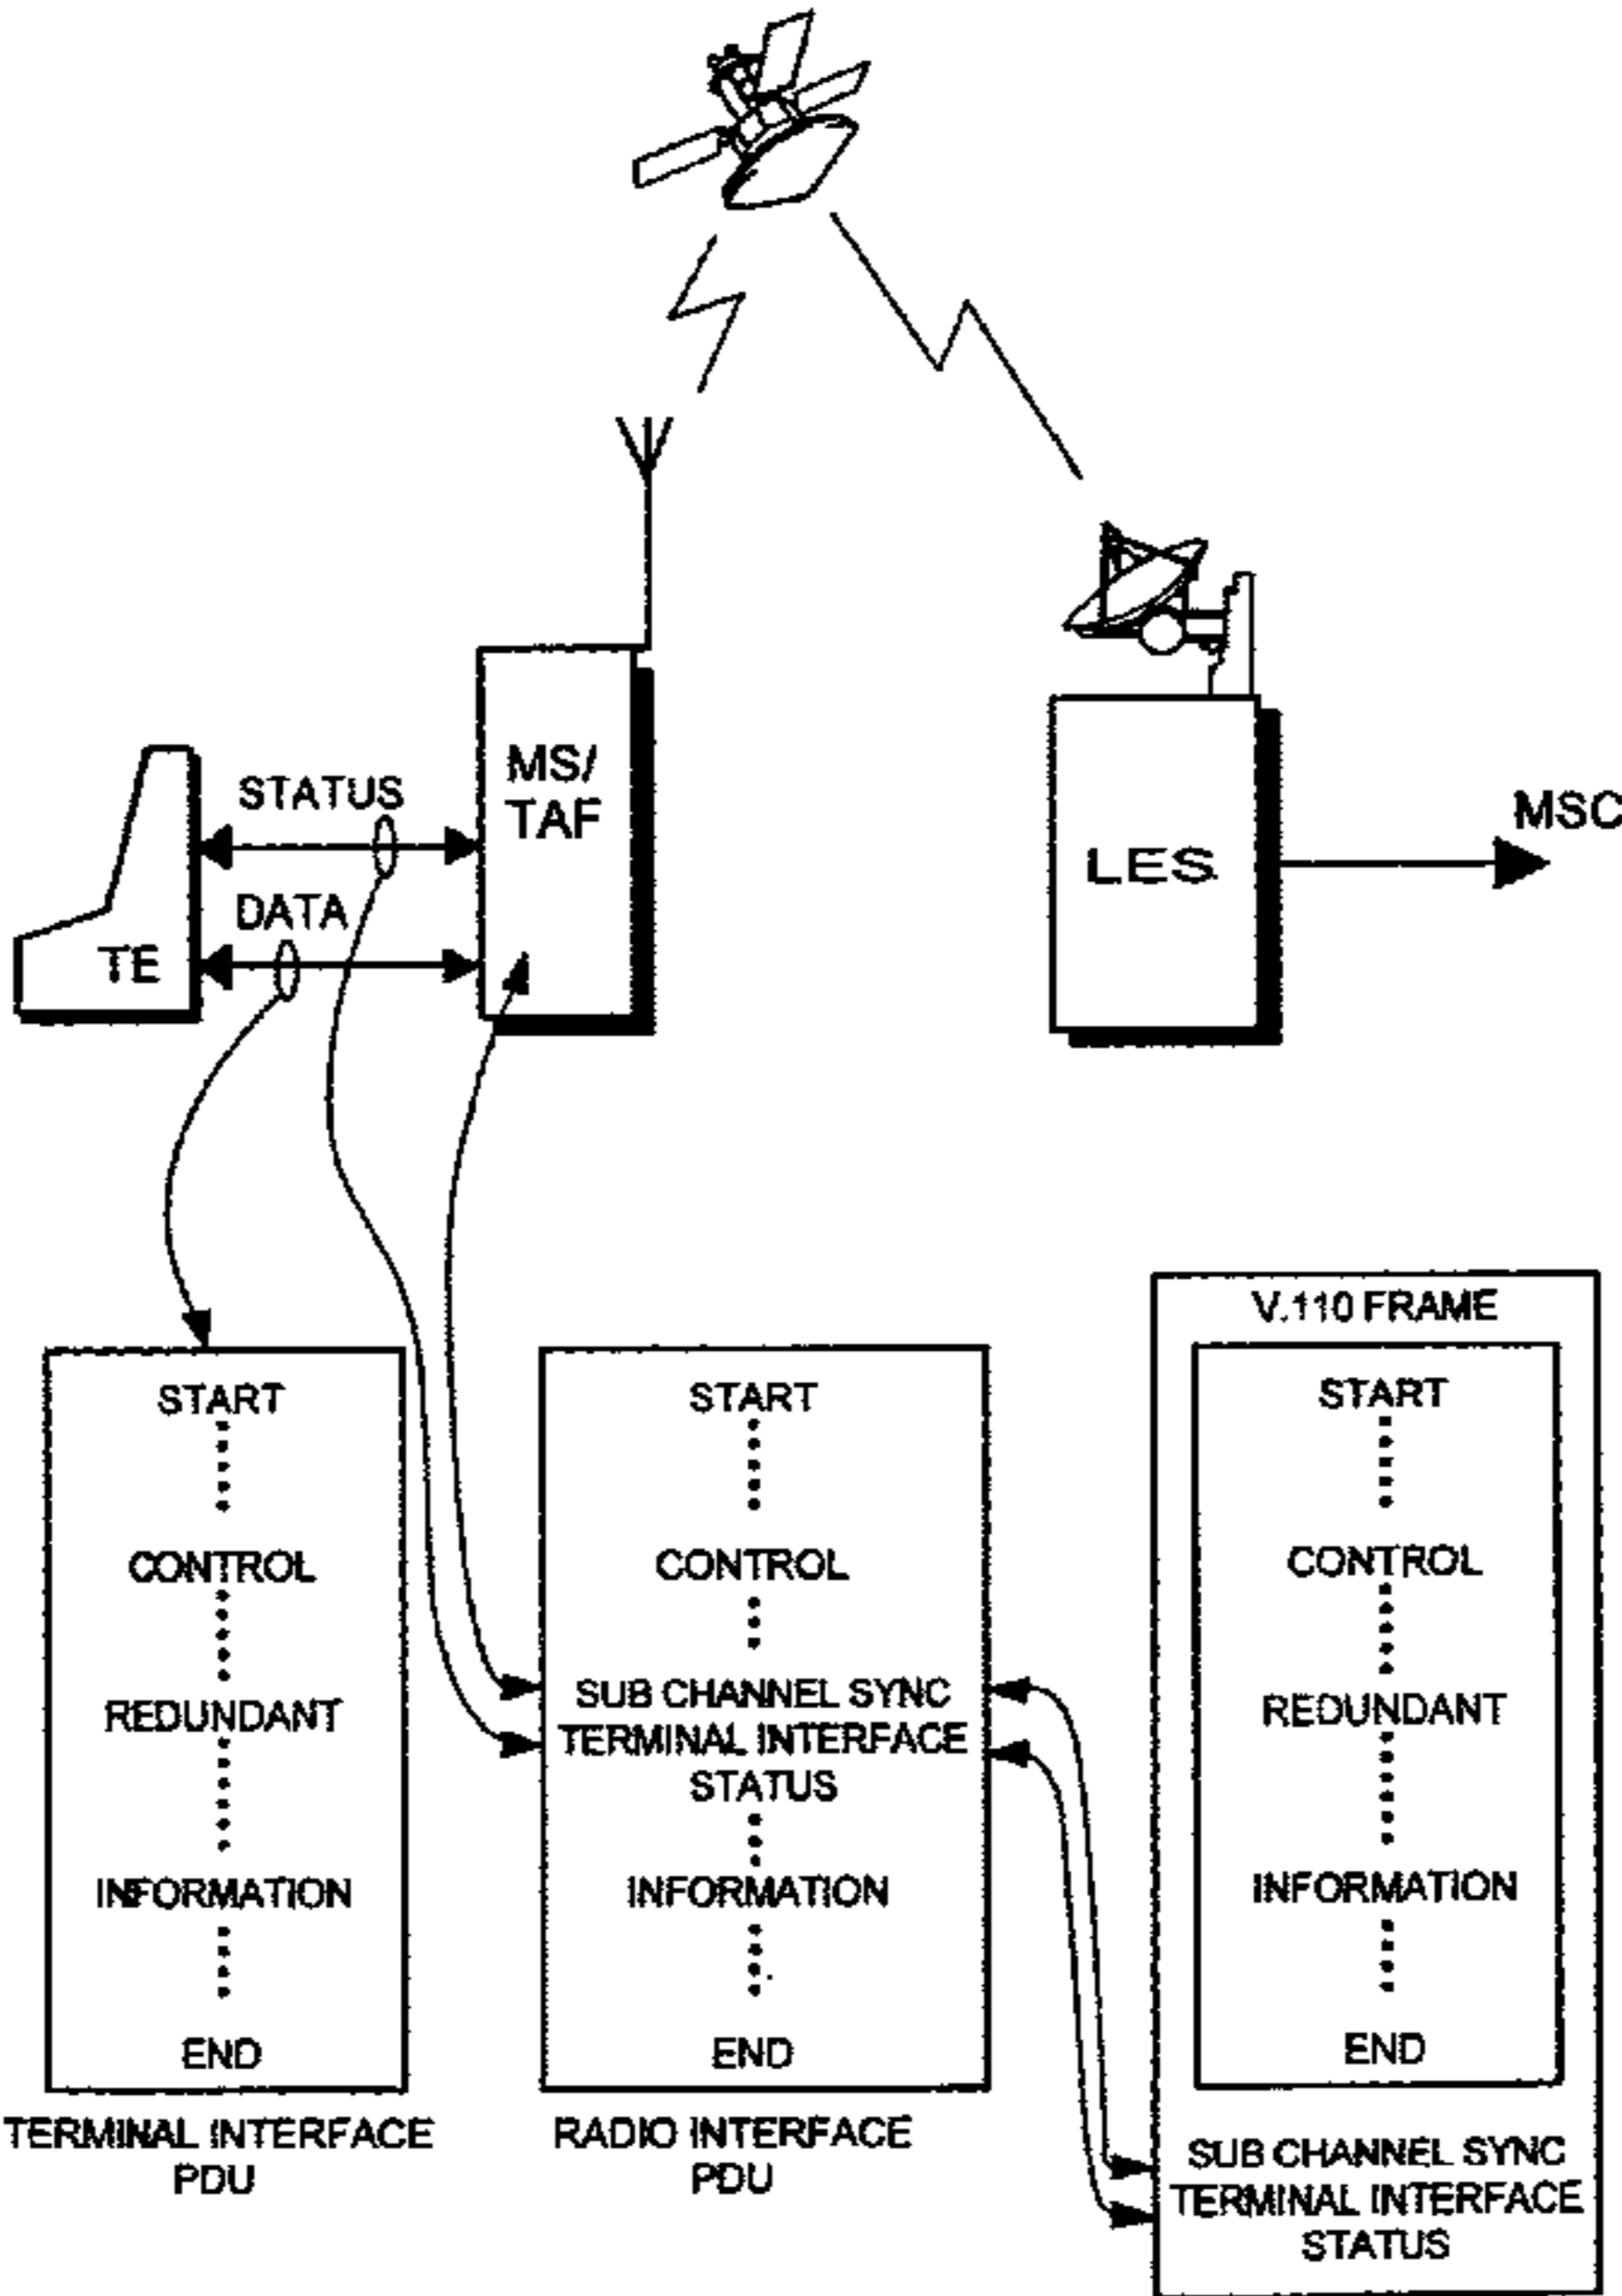 STATUS
MS/
TAF
MSC
LES
DATA
TE
V.110 FRAME
START
CONTROL
REDUNDANT
INFORMATION
END
TERMINAL INTERFACE
PDU
START
CONTROL
SUB CHANNEL SYNC
TERMINAL INTERFACE
STATUS
INFORMATION
END
RADIO INTERFACE
PDU
START
CONTROL
REDUNDANT
INFORMATION
END
SUB CHANNEL SYNC
TERMINAL INTERFACE
STATUS